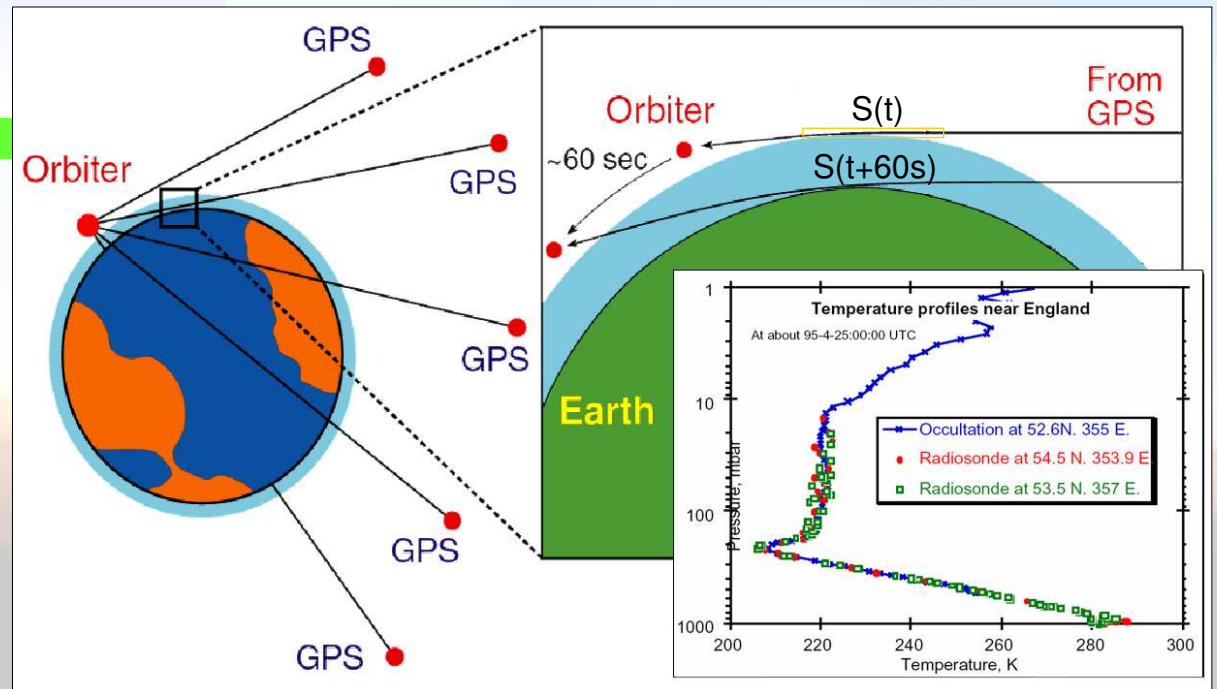 GPS
Orbiter
GPS
GPS
GPS
GPS
From
GPS
Orbiter
S(t)
~60 sec
S(t+60s)
Earth
Temperature profiles near England
At about 95-4-25:00:00 UTC
Occultation at 52.6N. 355 E.
Radiosonde at 54.5 N. 353.9 E
Radiosonde at 53.5 N. 357 E.
Pressure, mbar
1
10
100
1000
200 220 240 260 280 300
Temperature, K